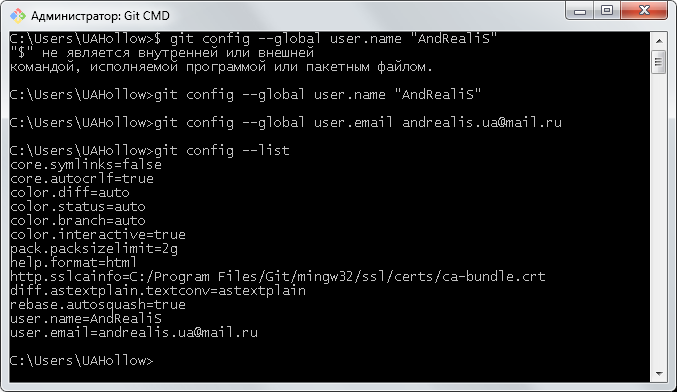 Администратор: Git CMD
C:\Users\UAHollow>$ git config --global user.name "AndRealiS"
"$" не является внутренней или внешней
командой, исполняемой программой или пакетным файлом.
C:\Users\UAHollow>git config --global user.name "AndRealiS"
C:\Users\UAHollow>git config --global user.email andrealis.ua@mail.ru
C:\Users\UAHollow>git config --list
core.symlinks=false
core.autocrlf=true
color.diff=auto
color.status=auto
color.branch=auto
color.interactive=true
pack.packsizelimit=2g
help.format=html
http.sslcainfo=C:/Program Files/Git/mingw32/ssl/certs/ca-bundle.crt
diff.astextplain.textconv=astextplain
rebase.autosquash=true
user.name=AndRealiS
user.email=andrealis.ua@mail.ru
C:\Users\UAHollow>